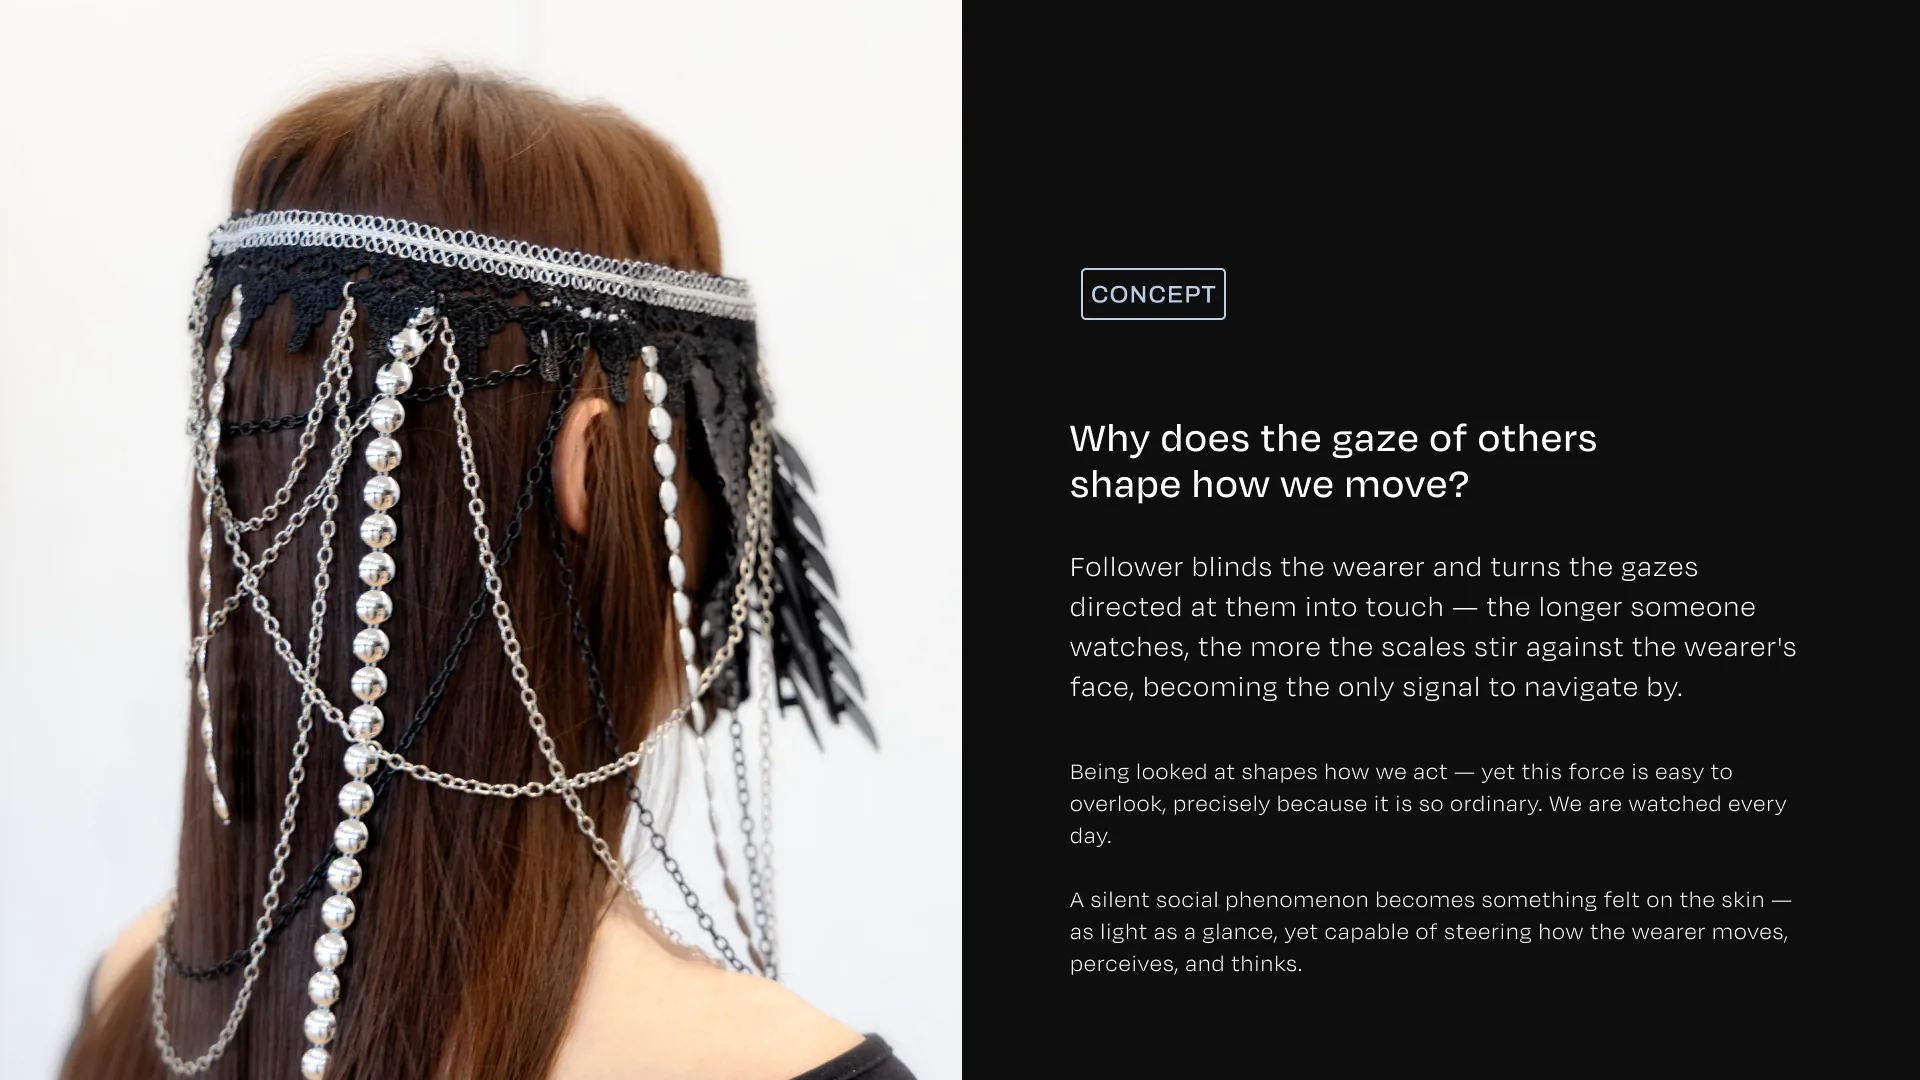 CONCEPT
Why does the gaze of others
shape how we move?
Follower blinds the wearer and turns the gazes
directed at them into touch — the longer someone
watches, the more the scales stir against the wearer's
face, becoming the only signal to navigate by.
Being looked at shapes how we act — yet this force is easy to
overlook, precisely because it is so ordinary. We are watched every
day.
A silent social phenomenon becomes something felt on the skin —
as light as a glance, yet capable of steering how the wearer moves,
perceives, and thinks.